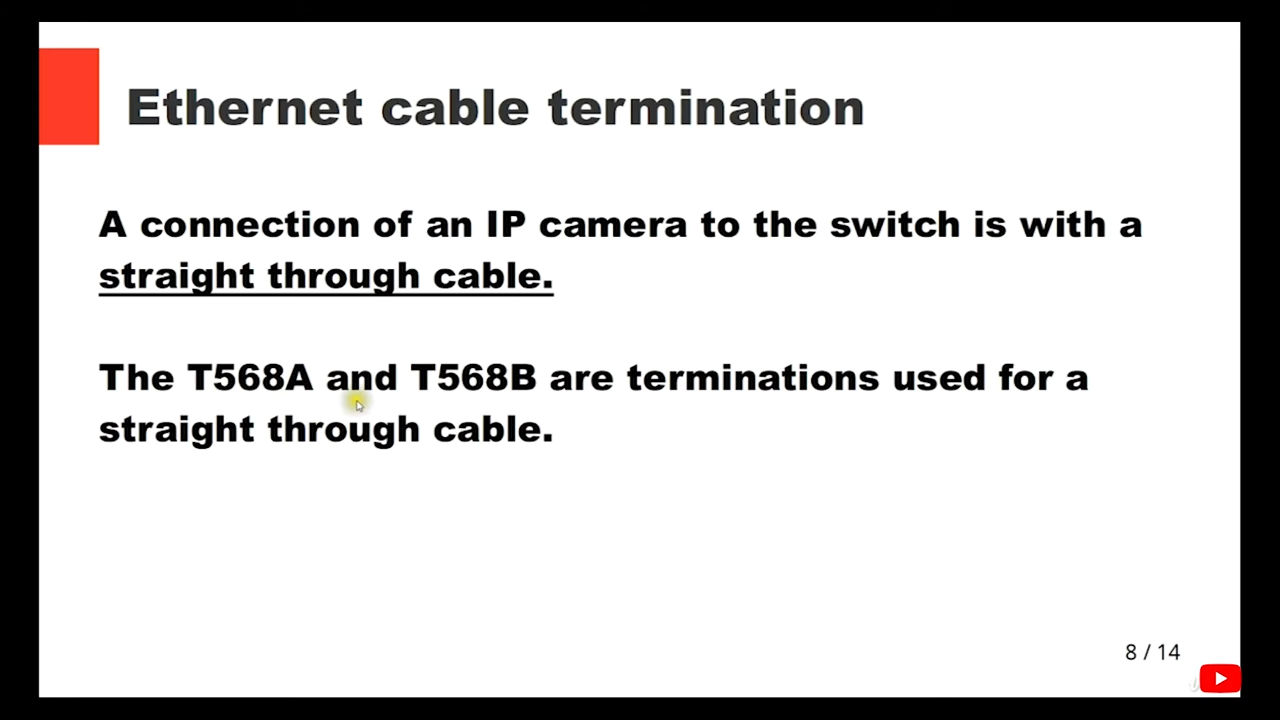 Ethernet cable termination
A connection of an IP camera to the switch is with a
straight through cable.
The T568A and T568B are terminations used for a
straight through cable.
8 / 14